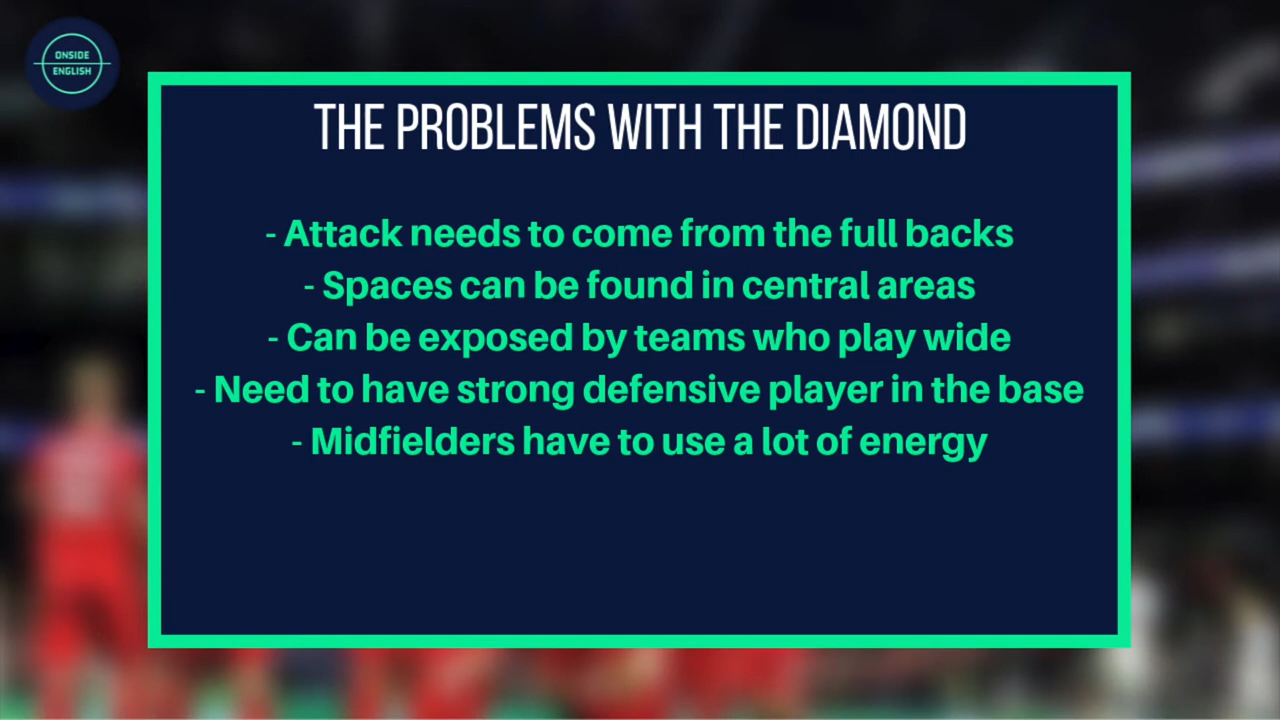 ONSIDE
ENGLISH
THE PROBLEMS WITH THE DIAMOND
- Attack needs to come from the full backs
- Spaces can be found in central areas
- Can be exposed by teams who play wide
- Need to have strong defensive player in the base
- Midfielders have to use a lot of energy